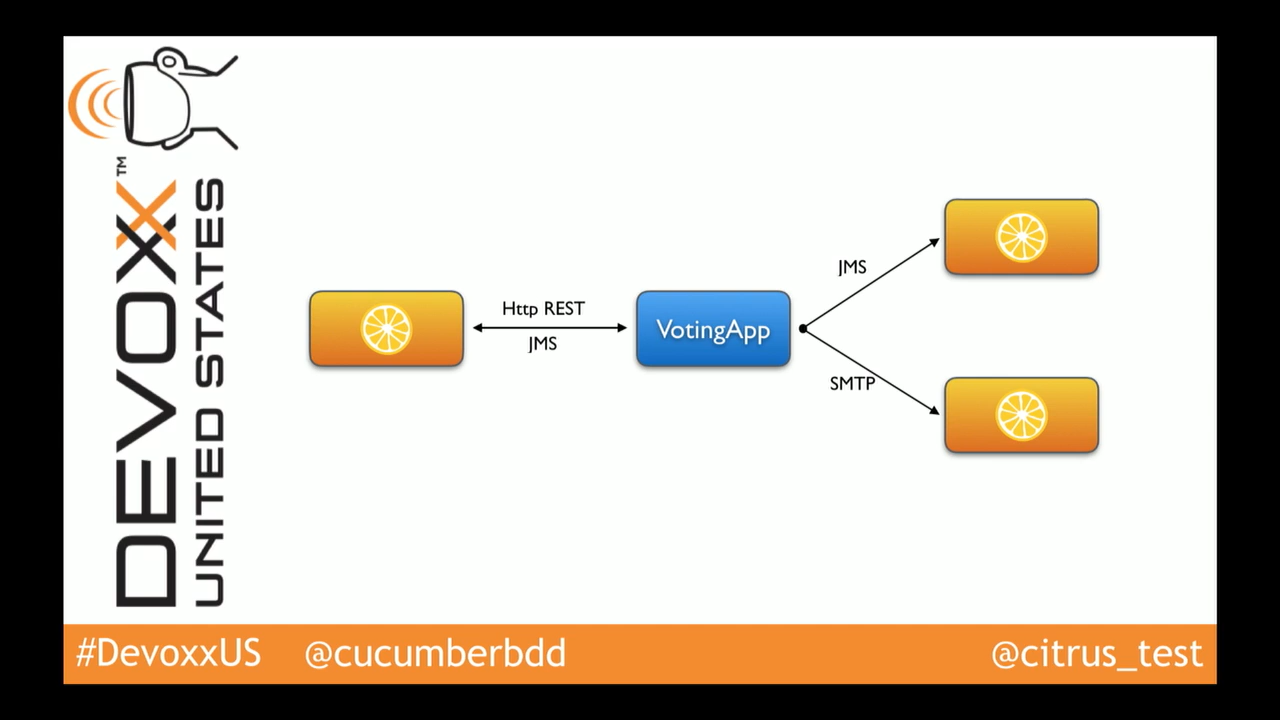 DEVOXX™
UNITED STATES
Http REST
JMS
VotingApp
JMS
SMTP
#DevoxxUS @cucumberbdd @citrus_test